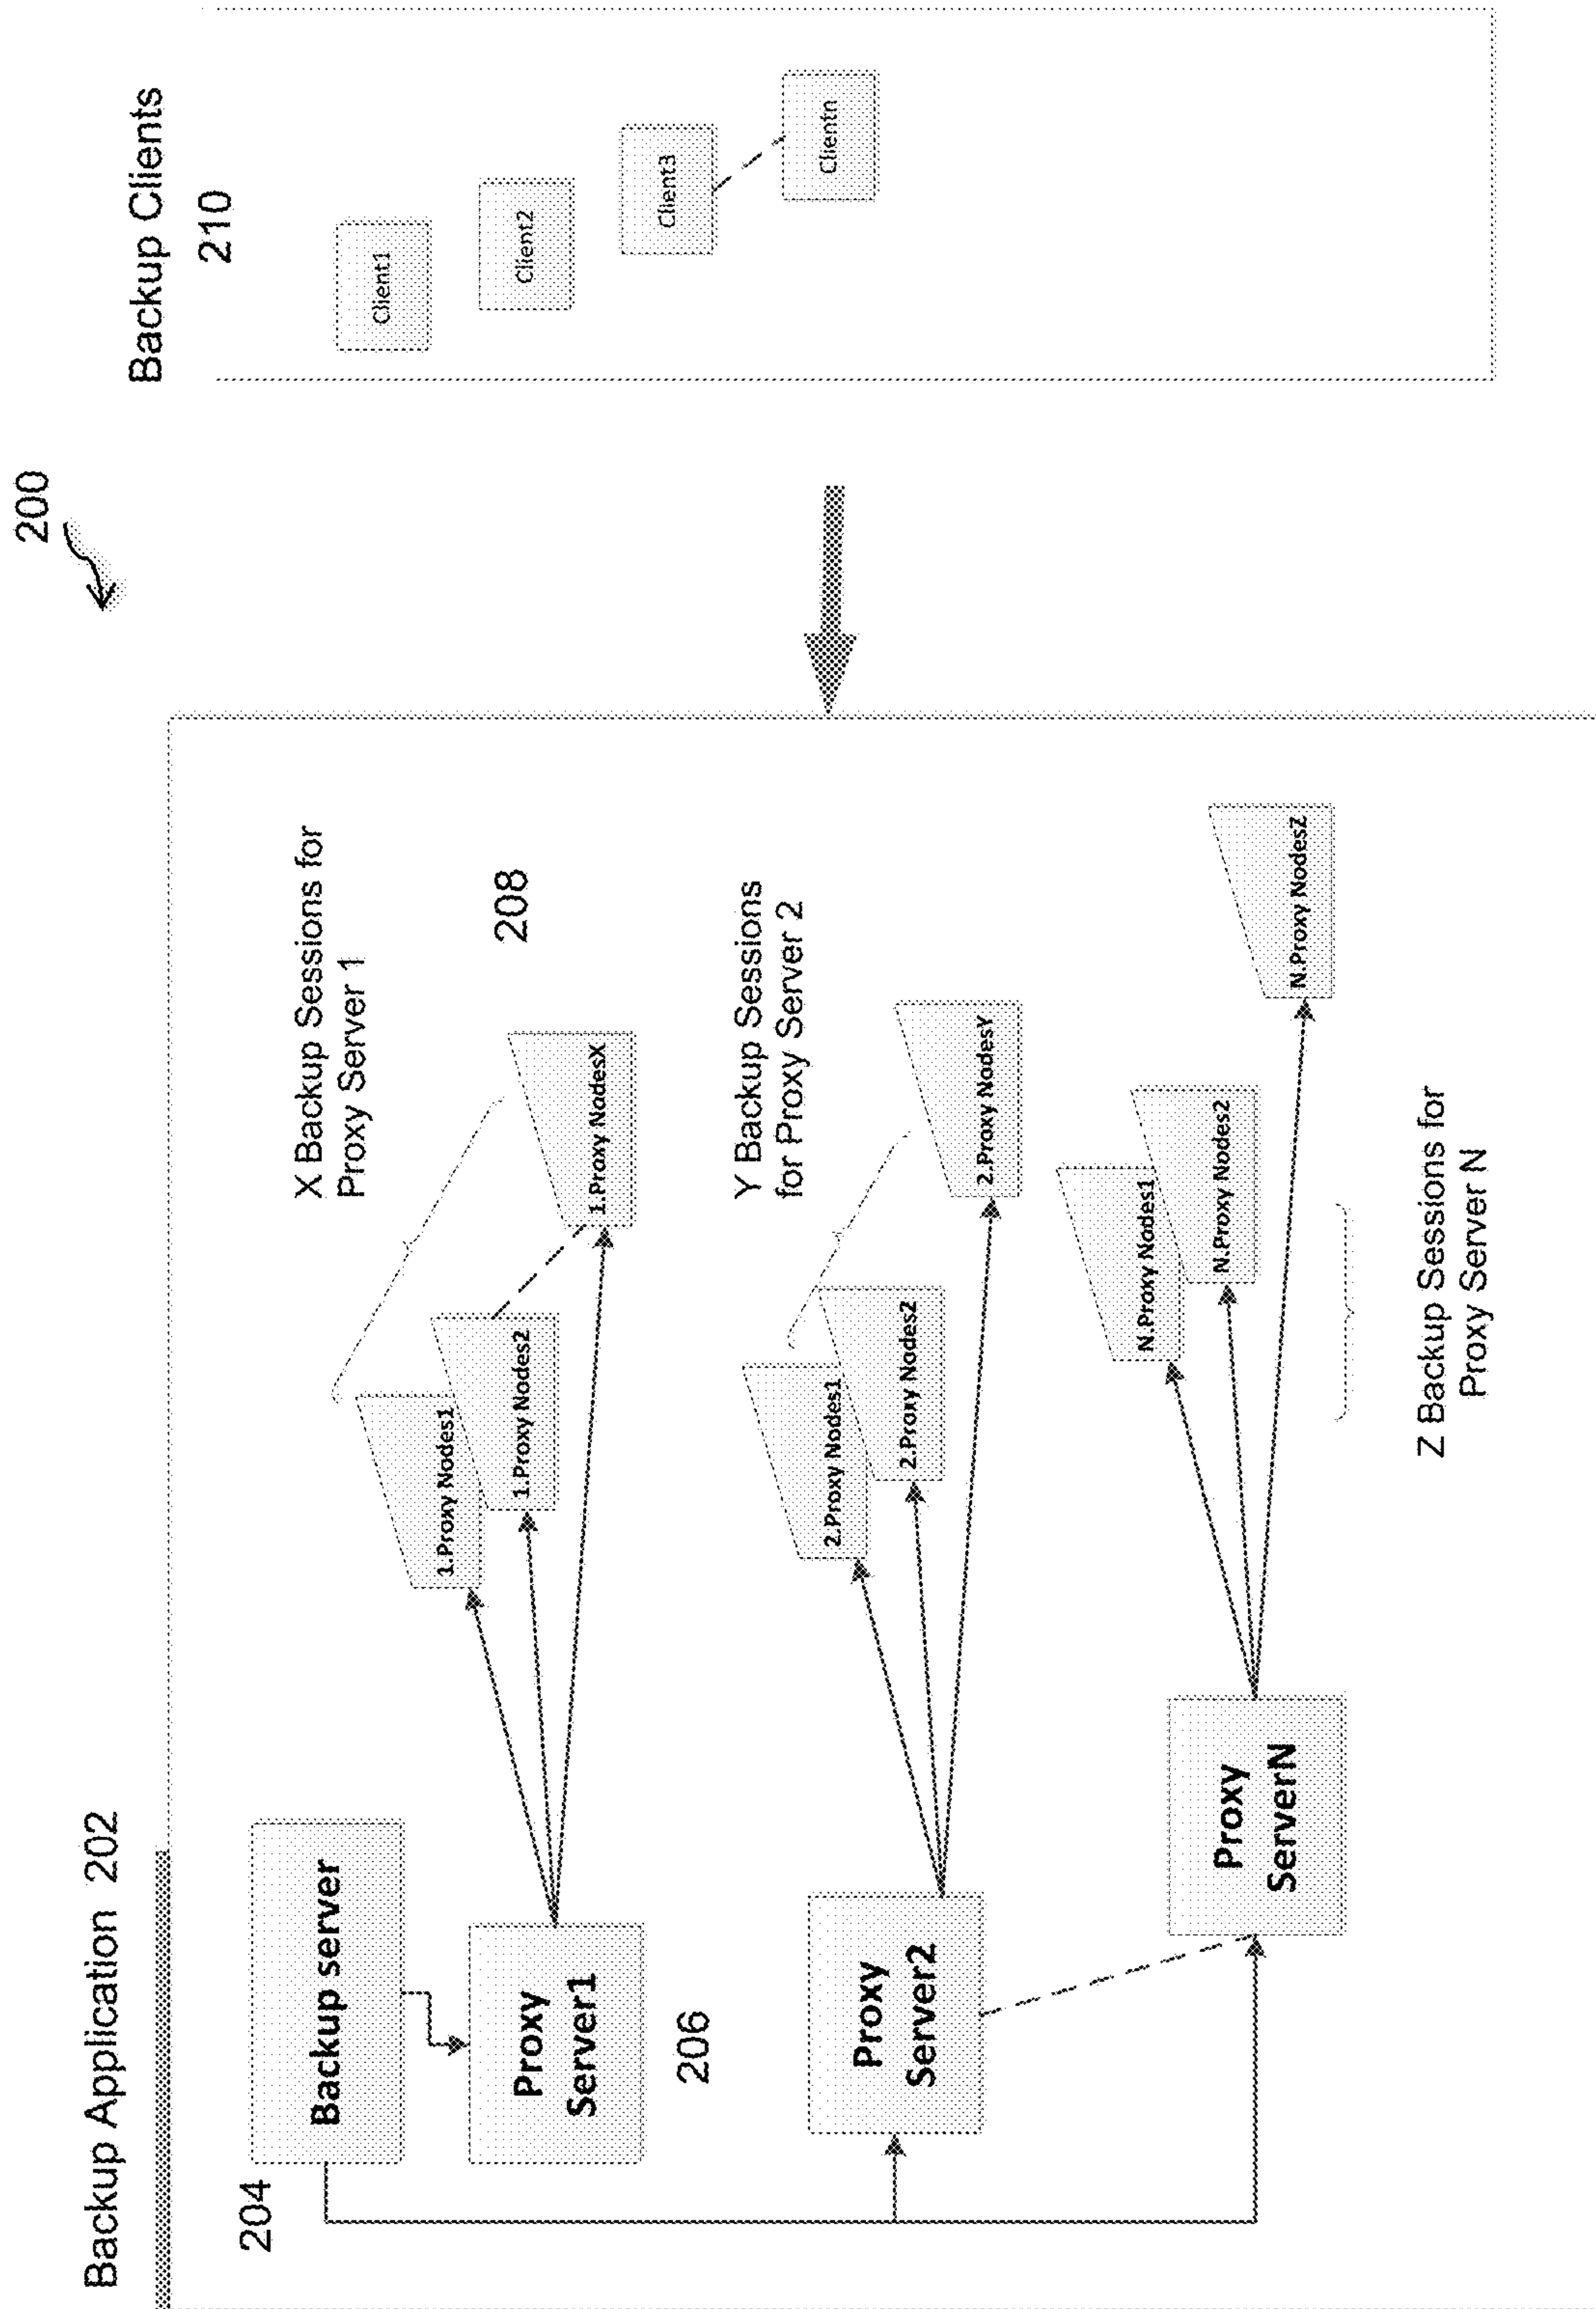 200
Backup Application 202
Backup Clients
210
204
Backup server
Proxy
Server1
206
X Backup Sessions for
Proxy Server 1
208
1.Proxy Nodes1
1.Proxy Nodes2
1.Proxy NodesX
Proxy
Server2
Y Backup Sessions
for Proxy Server 2
2.Proxy Nodes1
2.Proxy Nodes2
2.Proxy NodesY
Proxy
ServerN
N.Proxy Nodes1
N.Proxy Nodes2
N.Proxy NodesZ
Z Backup Sessions for
Proxy Server N
Client1
Client2
Client3
Clientn